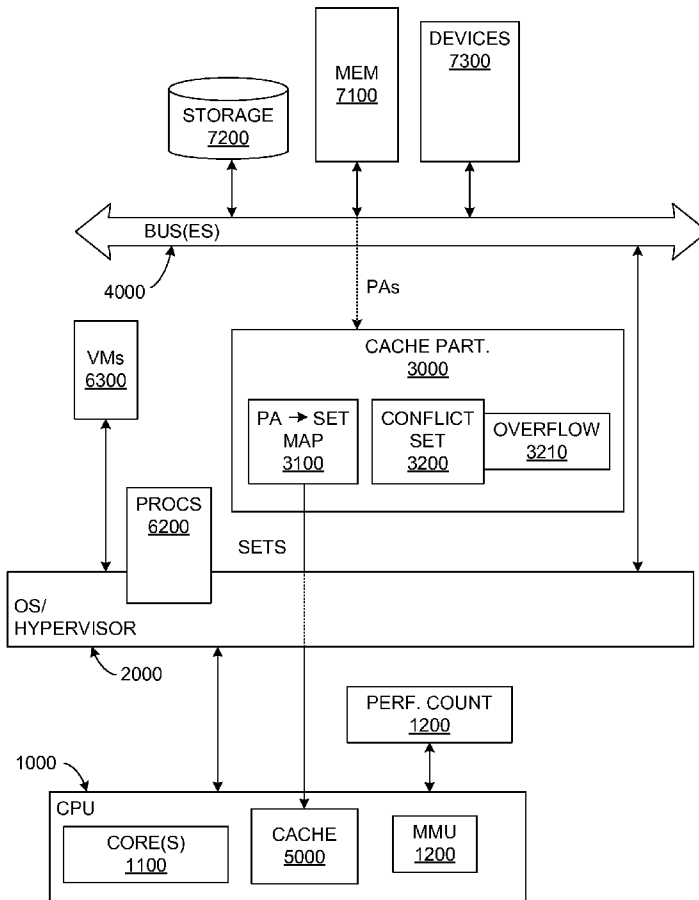 DEVICES
7300
MEM
7100
STORAGE
7200
BUS(ES)
4000
PAs
VMs
6300
CACHE PART.
3000
PA → SET
MAP
3100
CONFLICT
SET
3200
OVERFLOW
3210
PROCS
6200
SETS
OS/
HYPERVISOR
2000
PERF. COUNT
1200
1000
CPU
CORE(S)
1100
CACHE
5000
MMU
1200